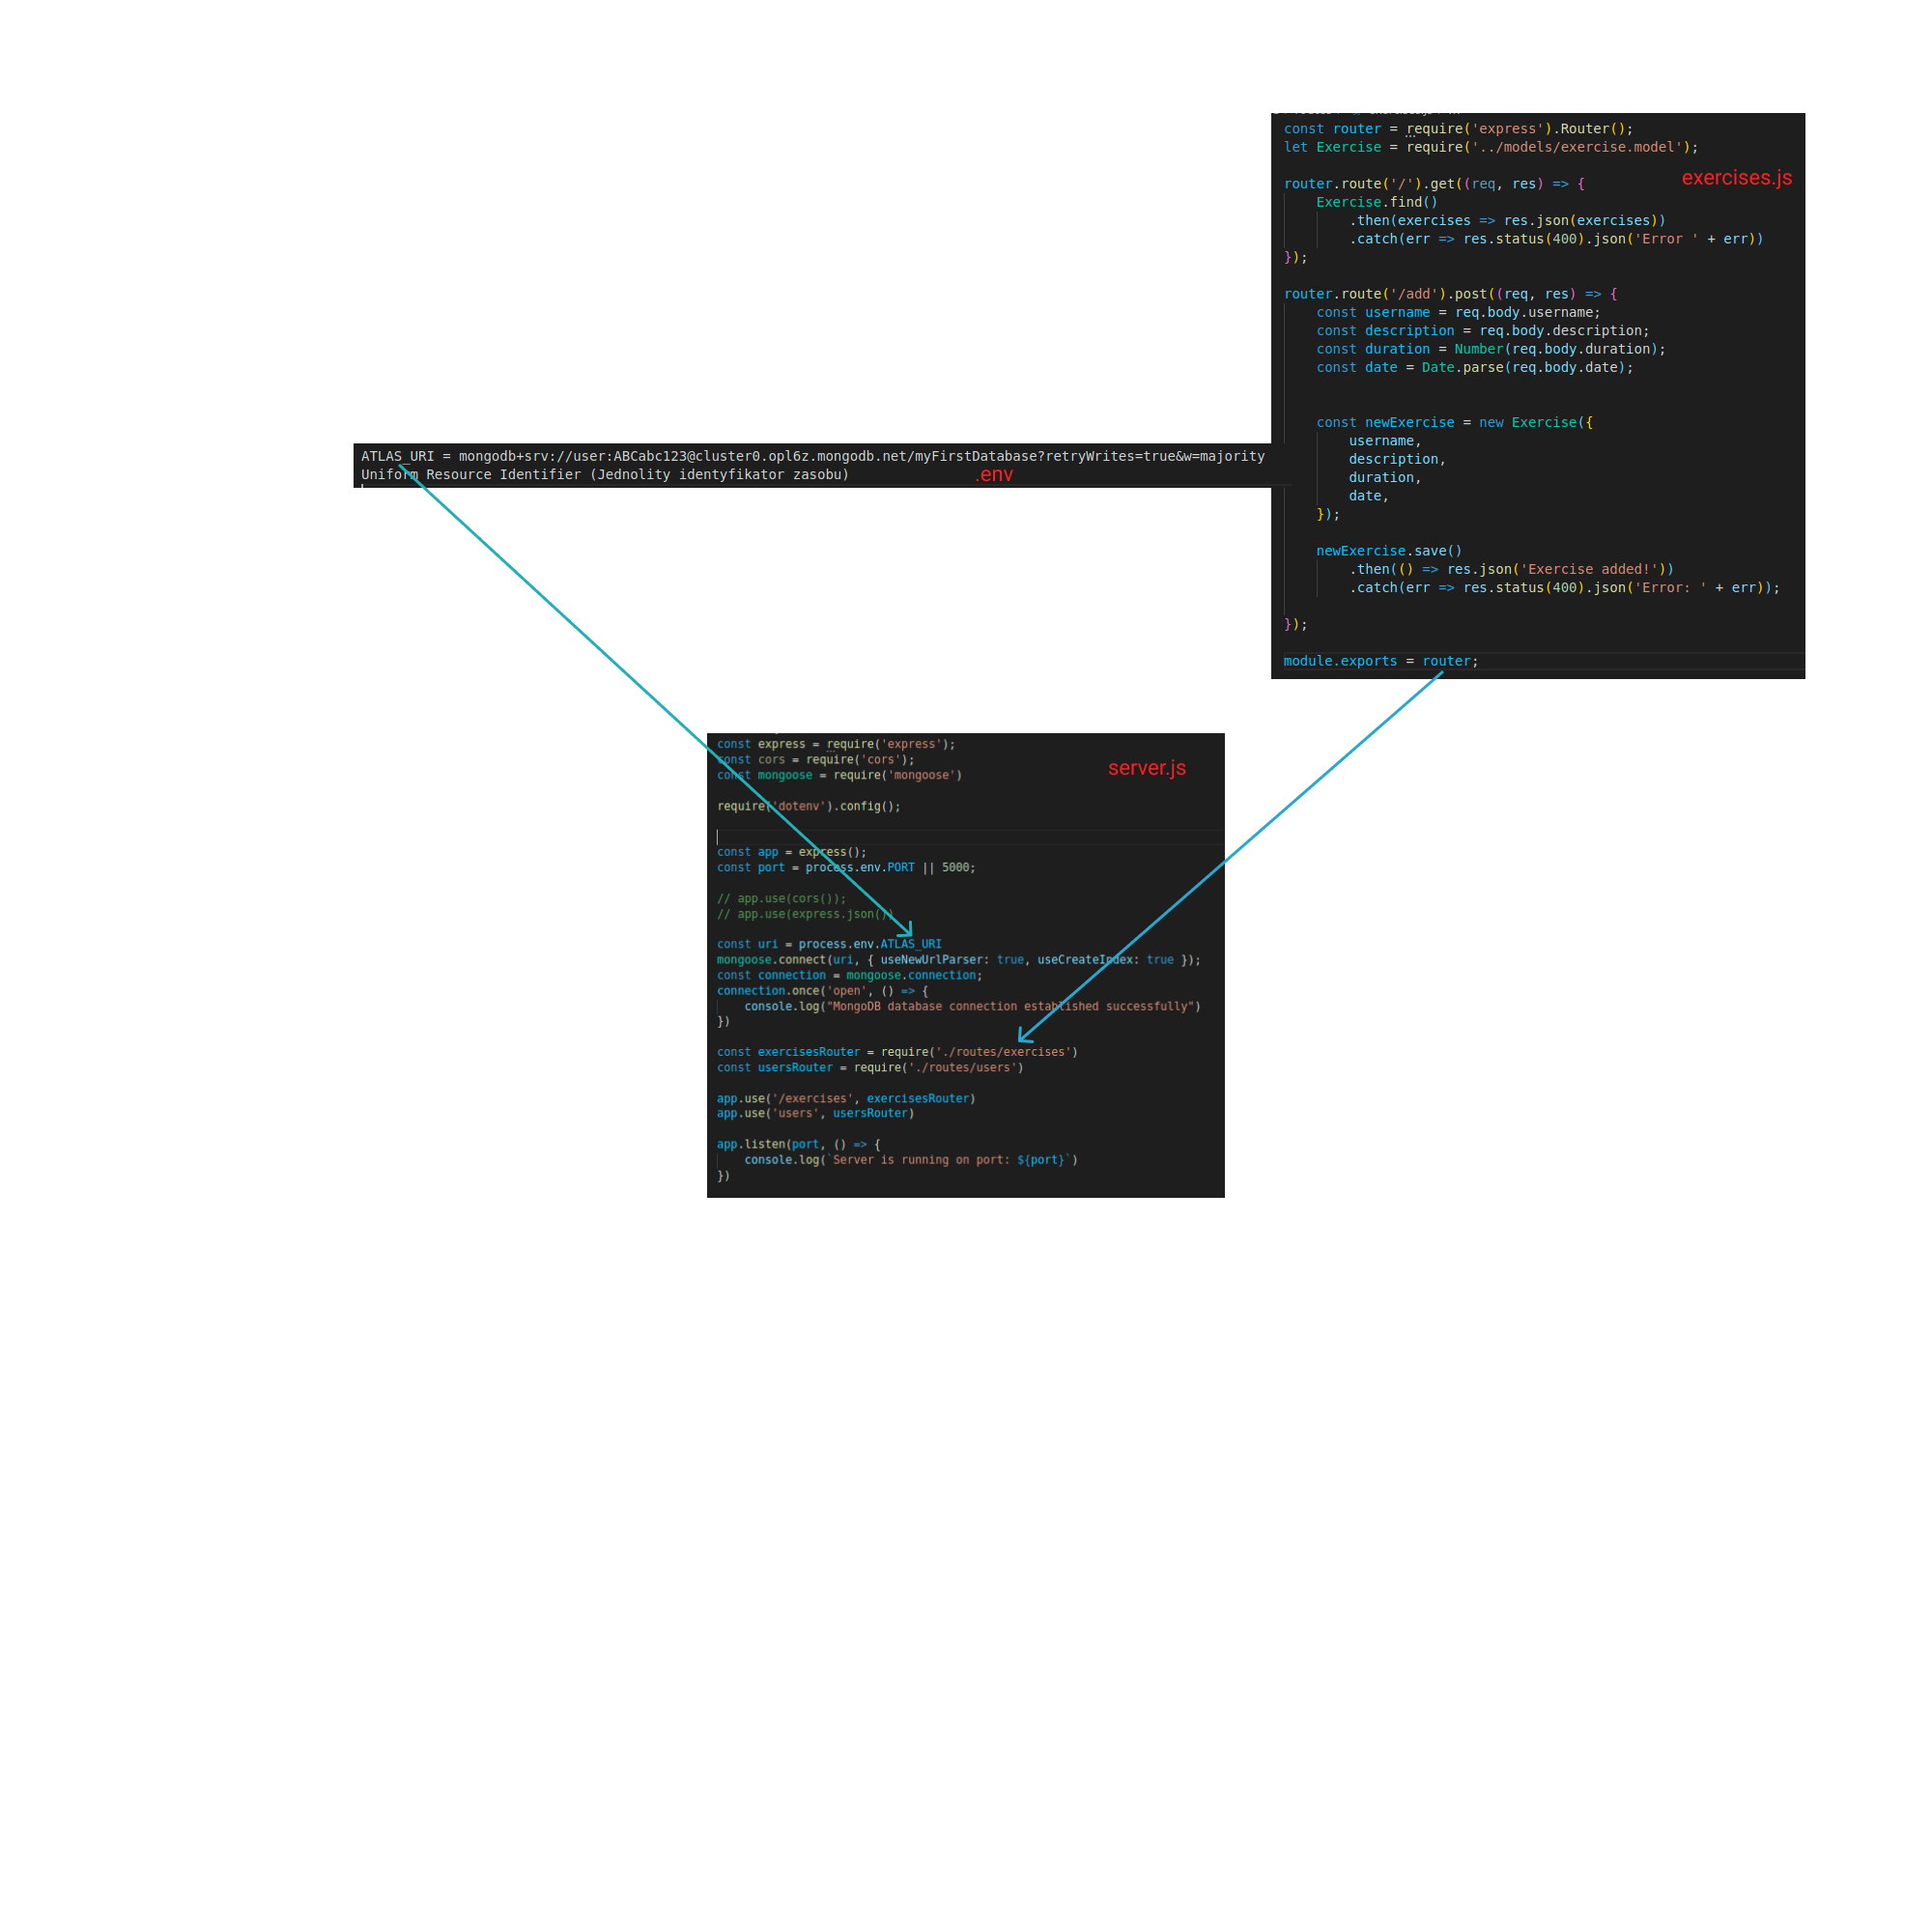 const router = require('express').Router();
let Exercise = require('../models/exercise.model');
exercises.js
router.route('/').get((req, res) => {
    Exercise.find()
        .then(exercises => res.json(exercises))
        .catch(err => res.status(400).json('Error ' + err))
});
router.route('/add').post((req, res) => {
    const username = req.body.username;
    const description = req.body.description;
    const duration = Number(req.body.duration);
    const date = Date.parse(req.body.date);
    const newExercise = new Exercise({
        username,
        description,
        duration,
        date,
    });
    newExercise.save()
        .then(() => res.json('Exercise added!'))
        .catch(err => res.status(400).json('Error: ' + err));
});
module.exports = router;
ATLAS_URI = mongodb+srv://user:ABCabc123@cluster0.opl6z.mongodb.net/myFirstDatabase?retryWrites=true&w=majority
Uniform Resource Identifier (Jednolity identyfikator zasobu)
.env
const express = require('express');
const cors = require('cors');
server.js
const mongoose = require('mongoose')
require('dotenv').config();
const app = express();
const port = process.env.PORT || 5000;
// app.use(cors());
// app.use(express.json())
const uri = process.env.ATLAS_URI
mongoose.connect(uri, { useNewUrlParser: true, useCreateIndex: true });
const connection = mongoose.connection;
connection.once('open', () => {
    console.log("MongoDB database connection established successfully")
})
const exercisesRouter = require('./routes/exercises')
const usersRouter = require('./routes/users')
app.use('/exercises', exercisesRouter)
app.use('users', usersRouter)
app.listen(port, () => {
    console.log(`Server is running on port: ${port}`)
})